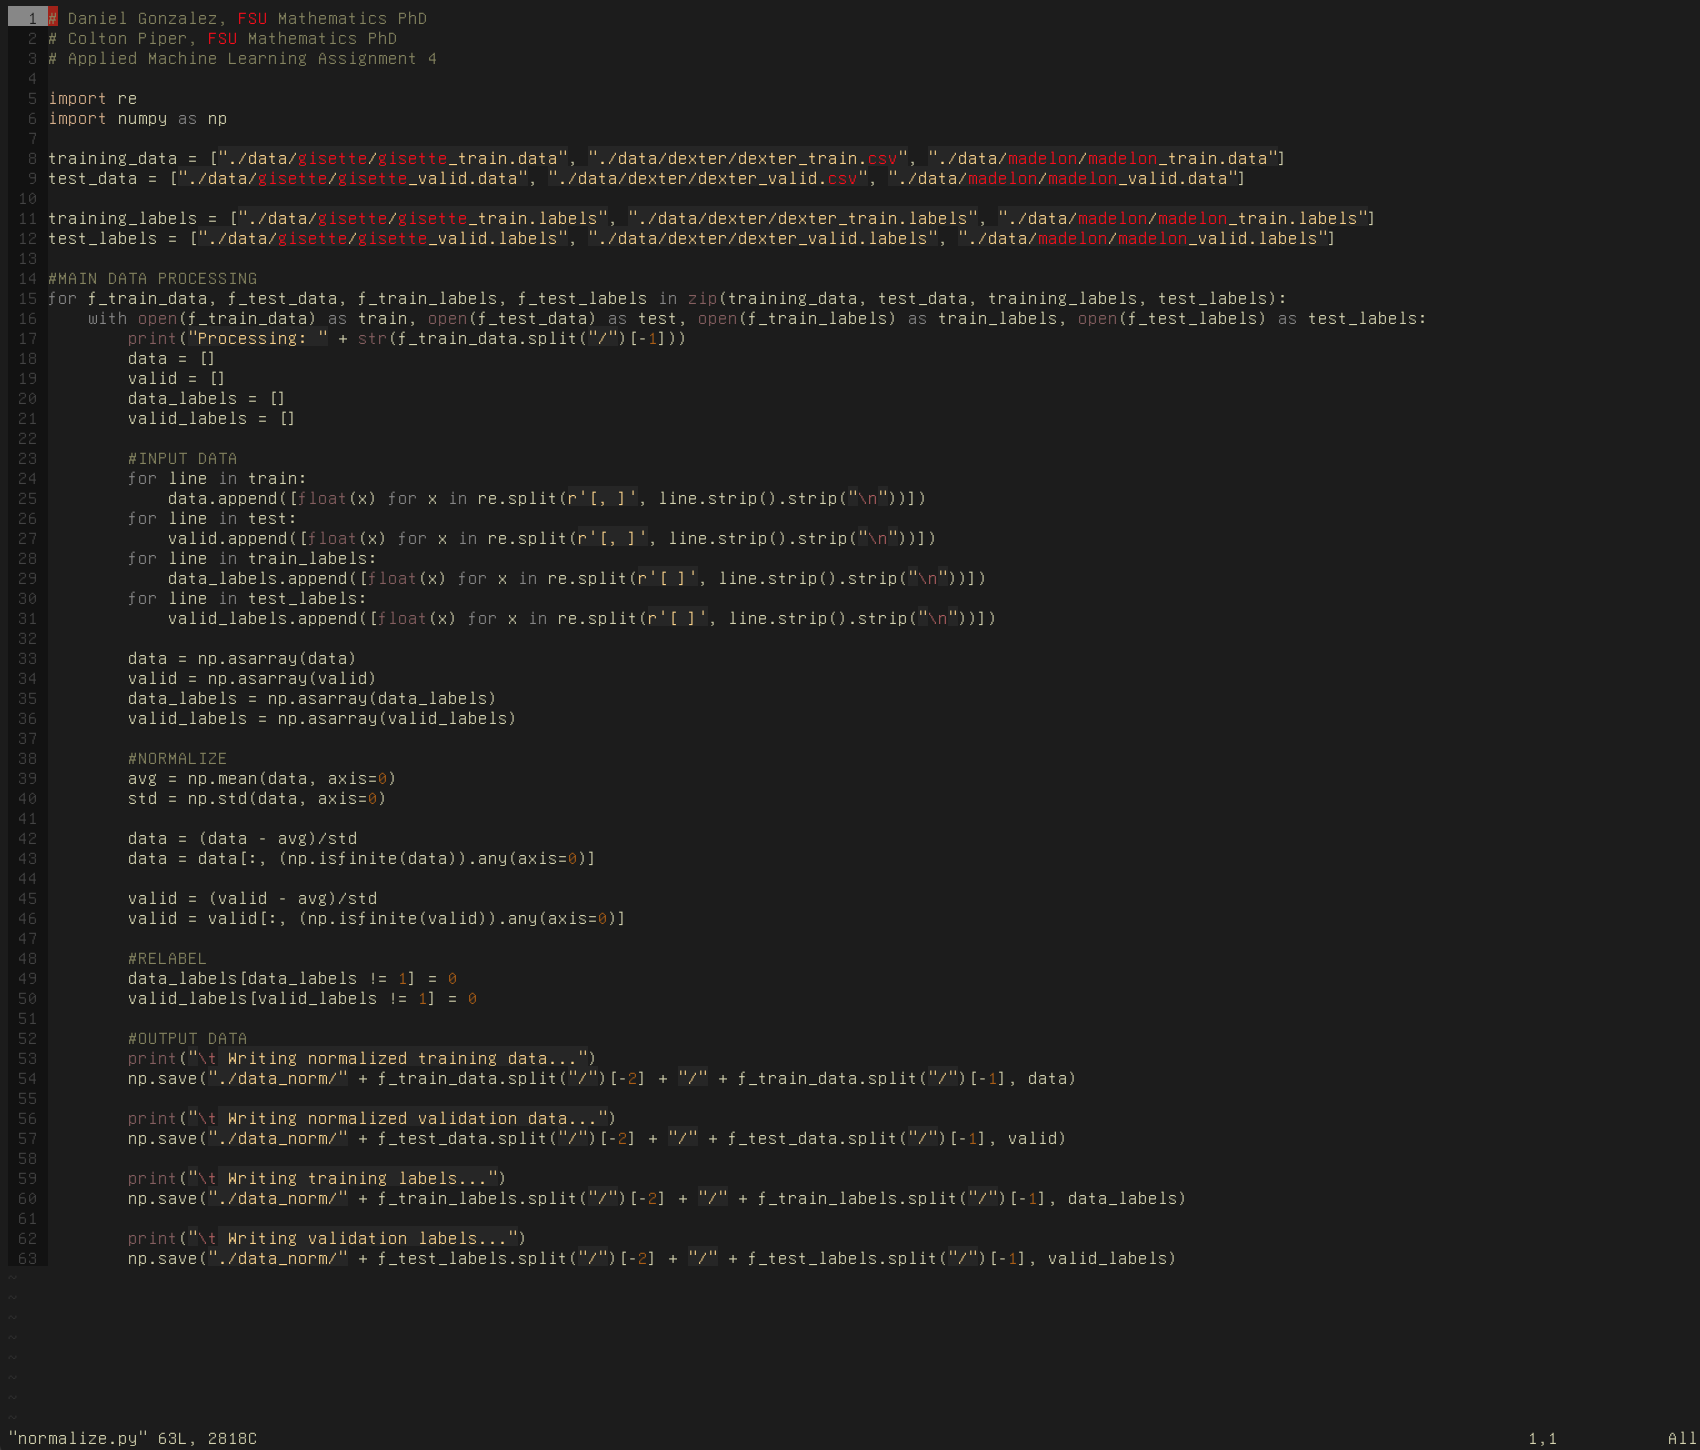 1 # Daniel Gonzalez, FSU Mathematics PhD
2 # Colton Piper, FSU Mathematics PhD
3 # Applied Machine Learning Assignment 4
4
5 import re
6 import numpy as np
7
8 training_data = ["./data/gisette/gisette_train.data", "./data/dexter/dexter_train.csv", "./data/madelon/madelon_train.data"]
9 test_data = ["./data/gisette/gisette_valid.data", "./data/dexter/dexter_valid.csv", "./data/madelon/madelon_valid.data"]
10
11 training_labels = ["./data/gisette/gisette_train.labels", "./data/dexter/dexter_train.labels", "./data/madelon/madelon_train.labels"]
12 test_labels = ["./data/gisette/gisette_valid.labels", "./data/dexter/dexter_valid.labels", "./data/madelon/madelon_valid.labels"]
13
14 #MAIN DATA PROCESSING
15 for f_train_data, f_test_data, f_train_labels, f_test_labels in zip(training_data, test_data, training_labels, test_labels):
16     with open(f_train_data) as train, open(f_test_data) as test, open(f_train_labels) as train_labels, open(f_test_labels) as test_labels:
17         print("Processing: " + str(f_train_data.split("/")[-1]))
18         data = []
19         valid = []
20         data_labels = []
21         valid_labels = []
22
23         #INPUT DATA
24         for line in train:
25             data.append([float(x) for x in re.split(r'[, ]', line.strip().strip("\n"))])
26         for line in test:
27             valid.append([float(x) for x in re.split(r'[, ]', line.strip().strip("\n"))])
28         for line in train_labels:
29             data_labels.append([float(x) for x in re.split(r'[ ]', line.strip().strip("\n"))])
30         for line in test_labels:
31             valid_labels.append([float(x) for x in re.split(r'[ ]', line.strip().strip("\n"))])
32
33         data = np.asarray(data)
34         valid = np.asarray(valid)
35         data_labels = np.asarray(data_labels)
36         valid_labels = np.asarray(valid_labels)
37
38         #NORMALIZE
39         avg = np.mean(data, axis=0)
40         std = np.std(data, axis=0)
41
42         data = (data - avg)/std
43         data = data[:, (np.isfinite(data)).any(axis=0)]
44
45         valid = (valid - avg)/std
46         valid = valid[:, (np.isfinite(valid)).any(axis=0)]
47
48         #RELABEL
49         data_labels[data_labels != 1] = 0
50         valid_labels[valid_labels != 1] = 0
51
52         #OUTPUT DATA
53         print("\t Writing normalized training data...")
54         np.save("./data_norm/" + f_train_data.split("/")[-2] + "/" + f_train_data.split("/")[-1], data)
55
56         print("\t Writing normalized validation data...")
57         np.save("./data_norm/" + f_test_data.split("/")[-2] + "/" + f_test_data.split("/")[-1], valid)
58
59         print("\t Writing training labels...")
60         np.save("./data_norm/" + f_train_labels.split("/")[-2] + "/" + f_train_labels.split("/")[-1], data_labels)
61
62         print("\t Writing validation labels...")
63         np.save("./data_norm/" + f_test_labels.split("/")[-2] + "/" + f_test_labels.split("/")[-1], valid_labels)
~
~
~
~
~
~
~
~
"normalize.py" 63L, 2818C 1,1 All